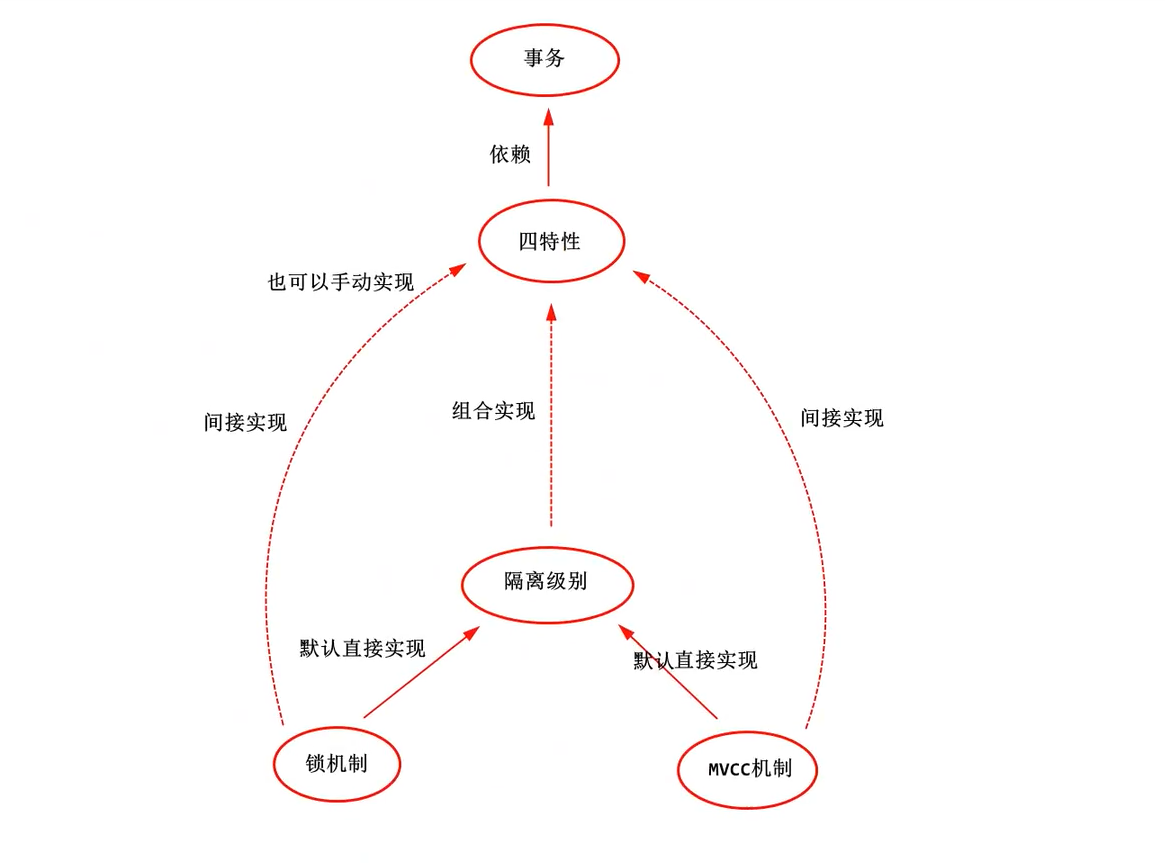 事务
依赖
四特性
也可以手动实现
组合实现
间接实现
间接实现
隔离级别
默认直接实现
默认直接实现
锁机制
MVCC机制